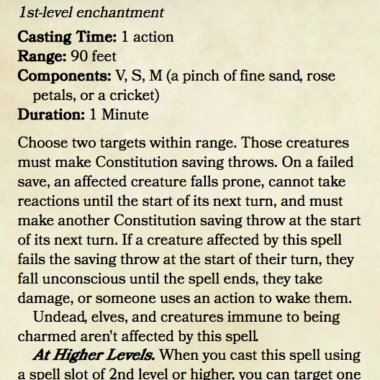 1st-level enchantment
Casting Time: 1 action
Range: 90 feet
Components: V, S, M (a pinch of fine sand, rose
petals, or a cricket)
Duration: 1 Minute
Choose two targets within range. Those creatures
must make Constitution saving throws. On a failed
save, an affected creature falls prone, cannot take
reactions until the start of its next turn, and must
make another Constitution saving throw at the start
of its next turn. If a creature affected by this spell
fails the saving throw at the start of their turn, they
fall unconscious until the spell ends, they take
damage, or someone uses an action to wake them.
Undead, elves, and creatures immune to being
charmed aren't affected by this spell.
At Higher Levels. When you cast this spell using
a spell slot of 2nd level or higher, you can target one